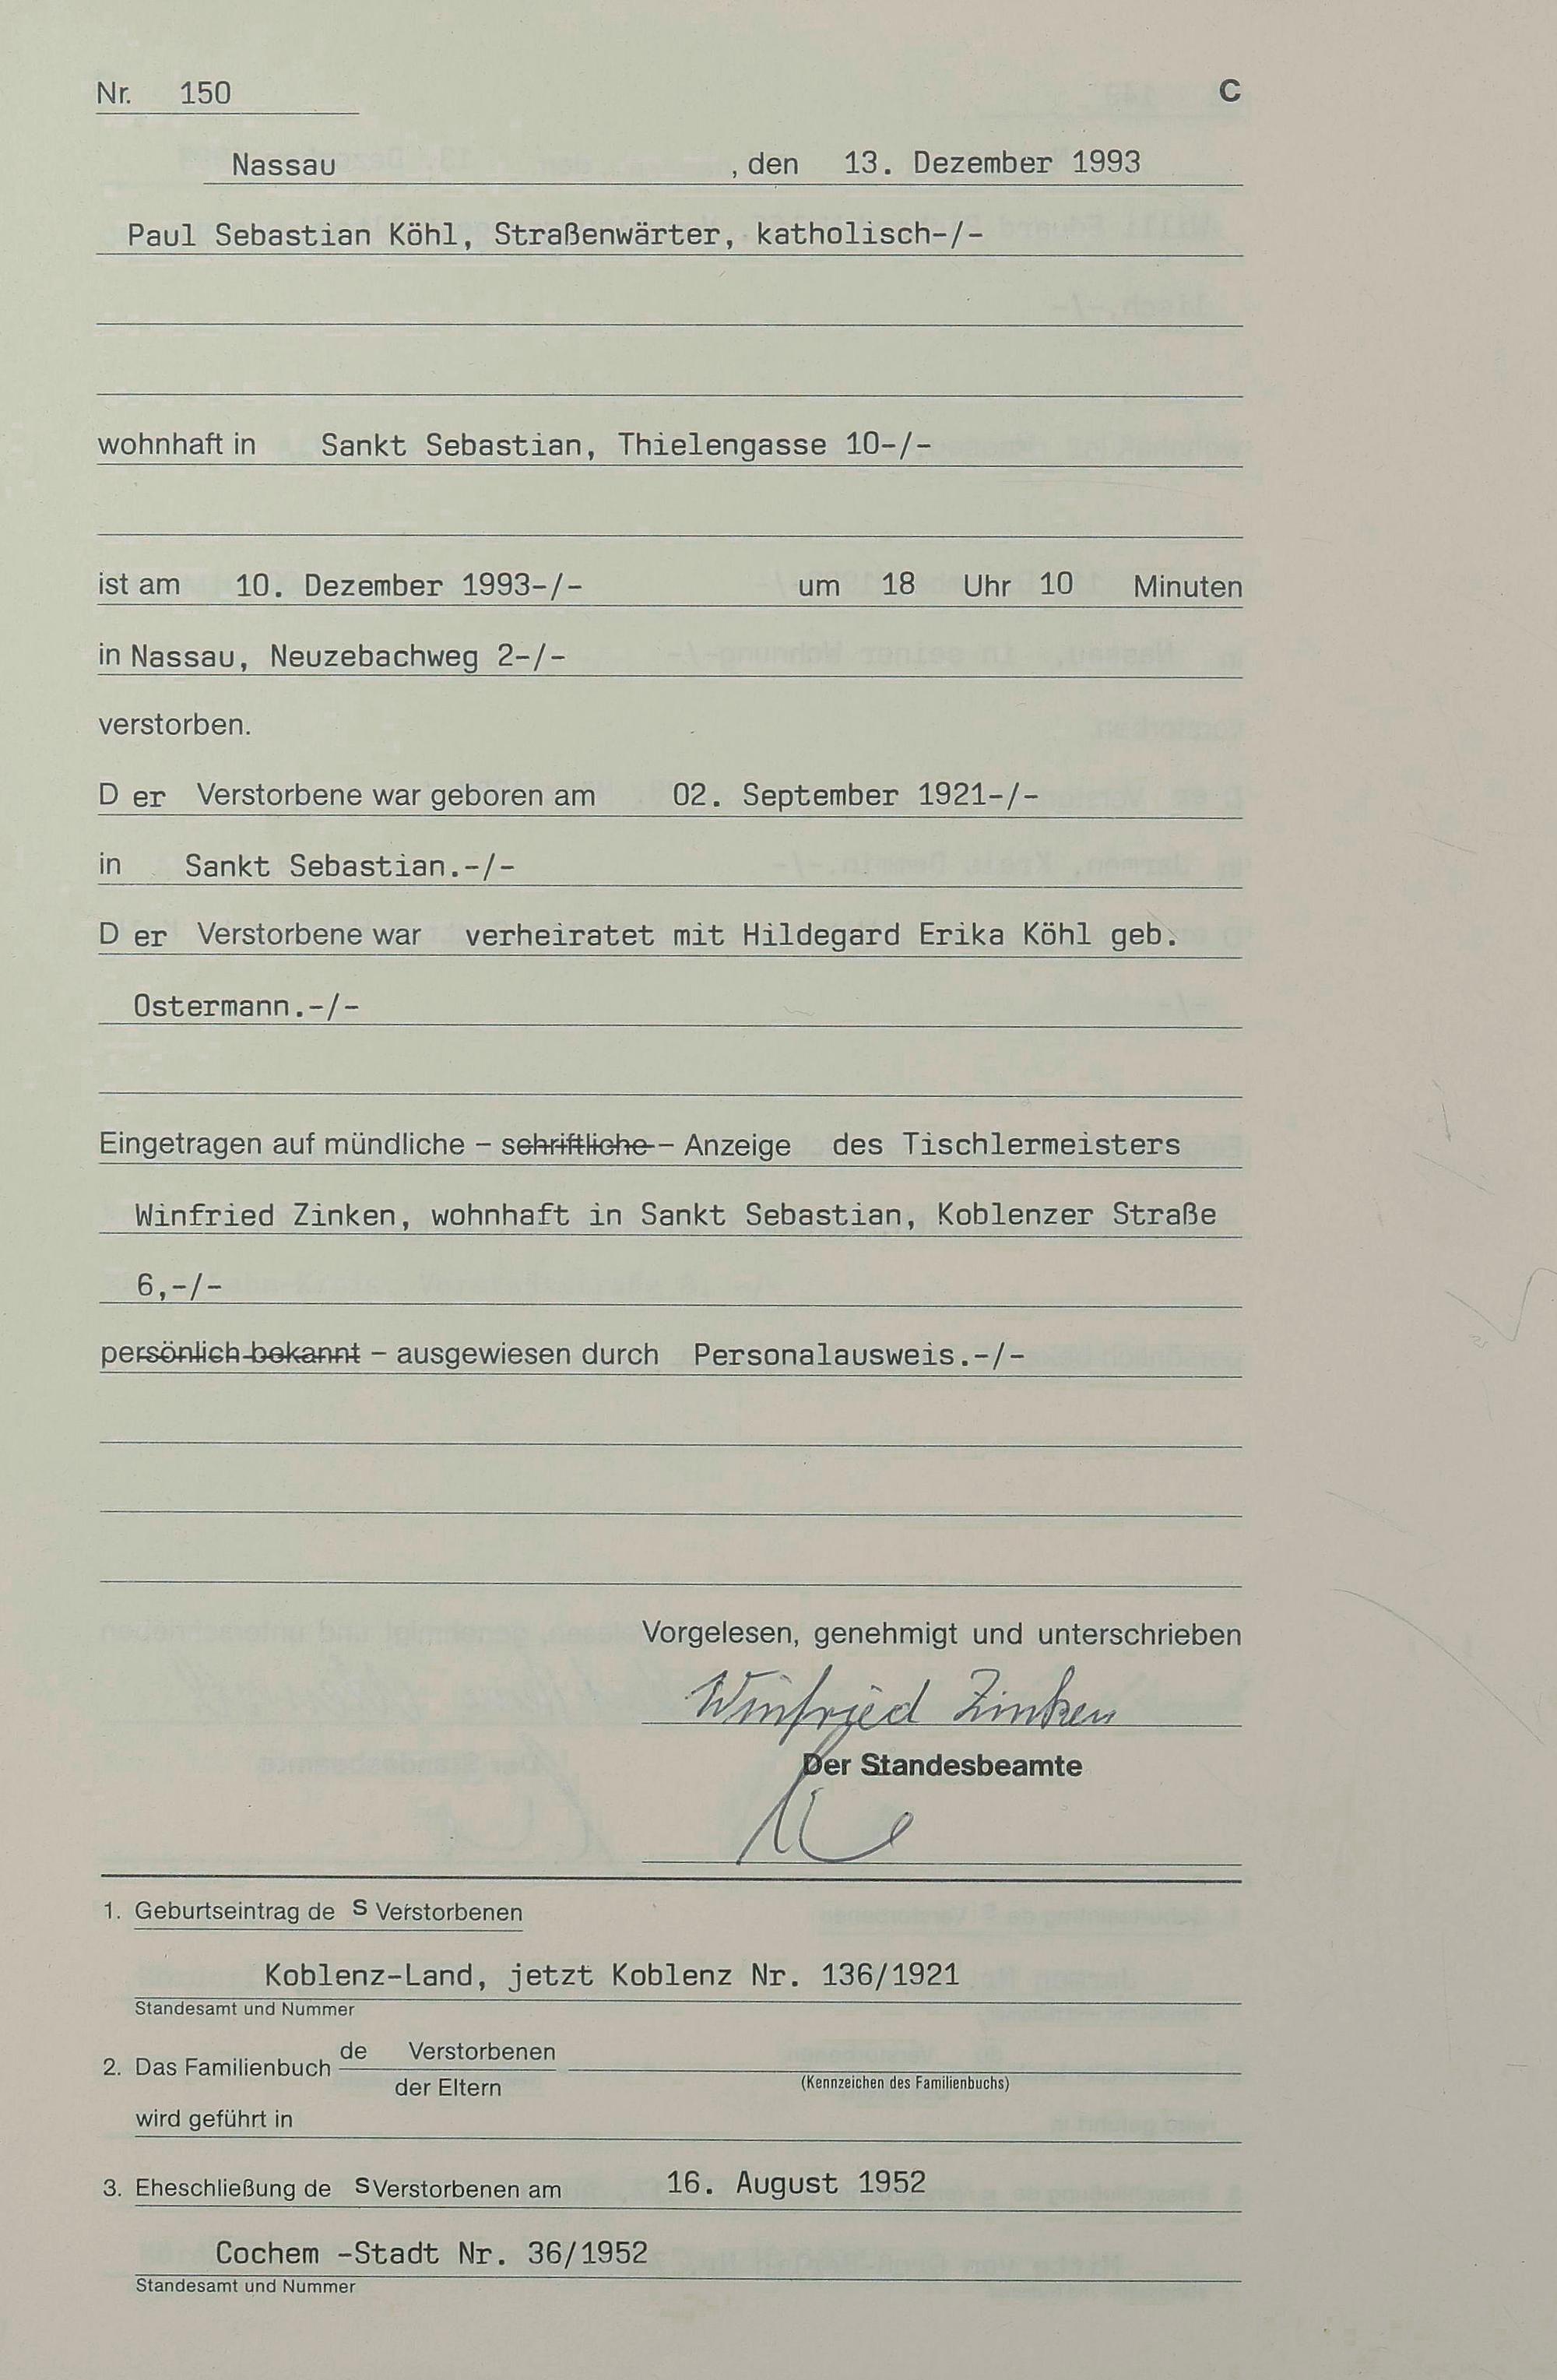 Nr. 150 C
Nassau , den 13. Dezember 1993
Paul Sebastian Köhl, Straßenwärter, katholisch-/-
wohnhaft in Sankt Sebastian, Thielengasse 10-/-
ist am 10. Dezember 1993-/- um 18 Uhr 10 Minuten
in Nassau, Neuzebachweg 2-/-
verstorben.
D er Verstorbene war geboren am 02. September 1921-/-
in Sankt Sebastian.-/-
D er Verstorbene war verheiratet mit Hildegard Erika Köhl geb.
Ostermann.-/-
Eingetragen auf mündliche – schriftliche – Anzeige des Tischlermeisters
Winfried Zinken, wohnhaft in Sankt Sebastian, Koblenzer Straße
6,-/-
persönlich bekannt – ausgewiesen durch Personalausweis.-/-
Vorgelesen, genehmigt und unterschrieben
Winfried Zinken
Der Standesbeamte
1. Geburtseintrag de s Verstorbenen
Koblenz-Land, jetzt Koblenz Nr. 136/1921
Standesamt und Nummer
2. Das Familienbuch de Verstorbenen
der Eltern (Kennzeichen des Familienbuchs)
wird geführt in
3. Eheschließung de s Verstorbenen am 16. August 1952
Cochem -Stadt Nr. 36/1952
Standesamt und Nummer